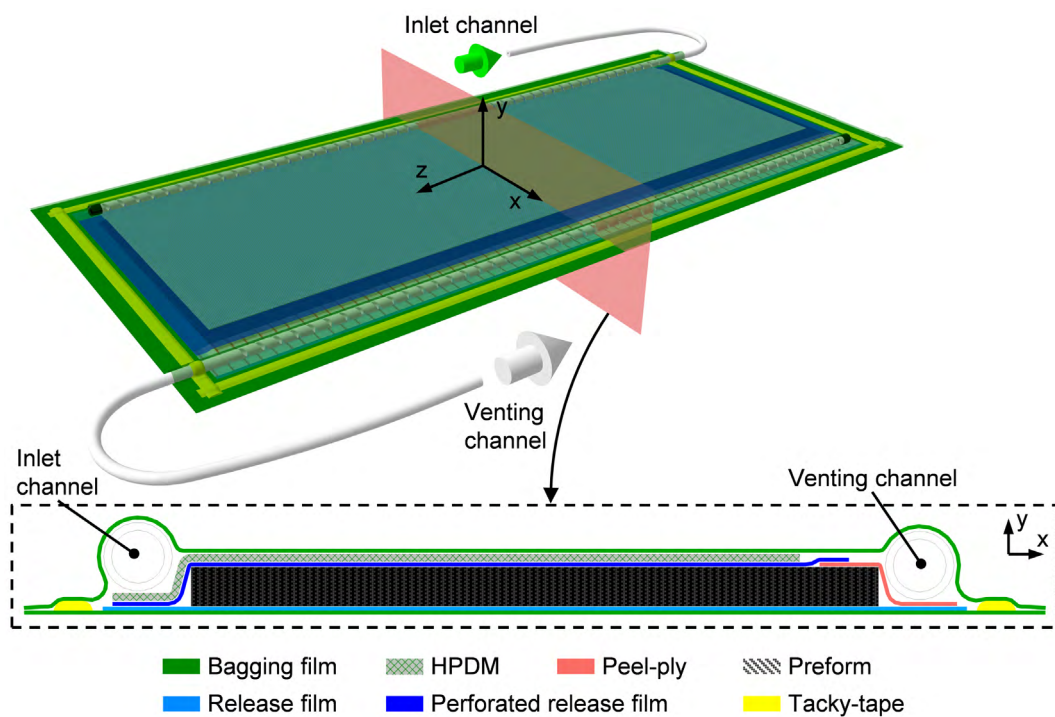 Inlet channel
y
z
x
Venting
channel
Inlet
channel
Venting channel
y
x
Bagging film
HPDM
Peel-ply
Preform
Release film
Perforated release film
Tacky-tape